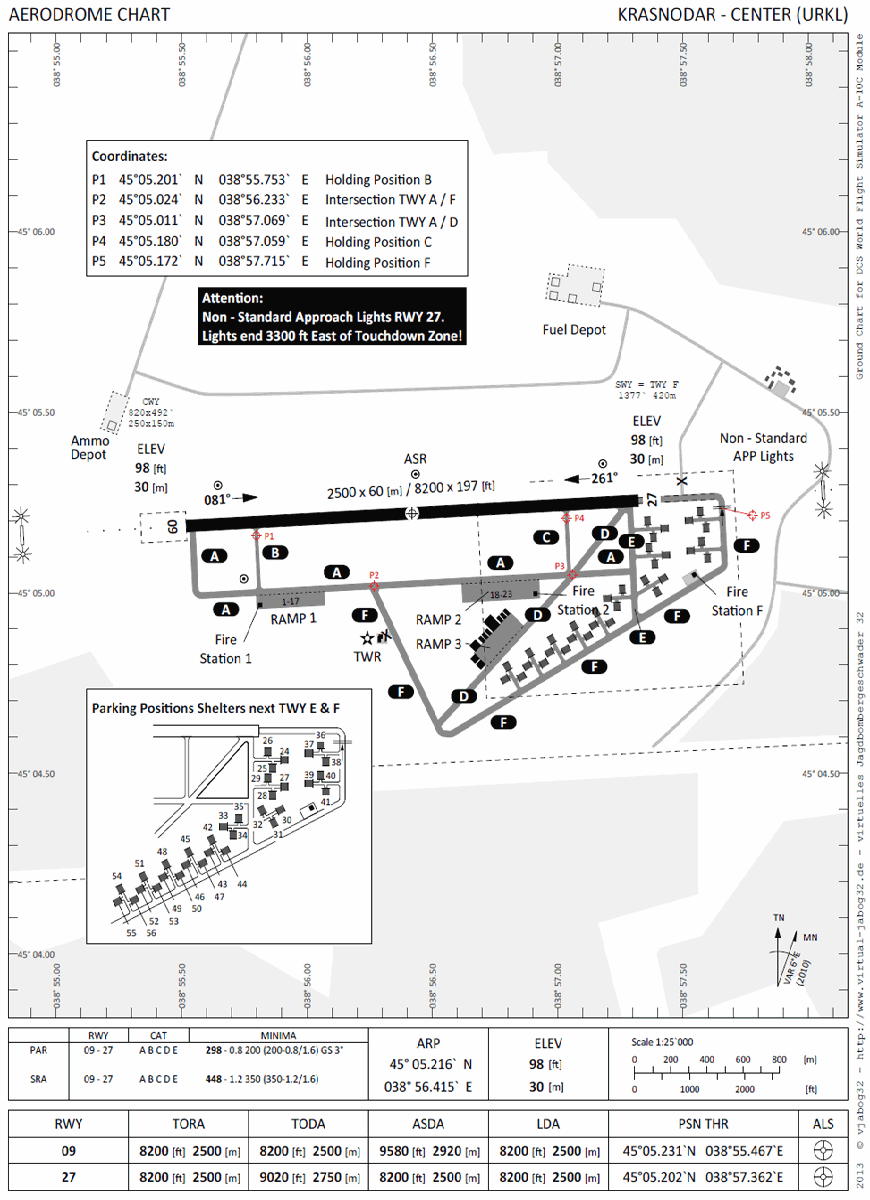 AERODROME CHART
KRASNODAR - CENTER (URKL)
038° 55.00
038° 55.50
038° 56.00
038° 56.50
038° 57.00
038° 57.50
038° 58.00
Coordinates:
P1 45°05.201` N 038°55.753` E Holding Position B
P2 45°05.024` N 038°56.233` E Intersection TWY A / F
P3 45°05.011` N 038°57.069` E Intersection TWY A / D
P4 45°05.180` N 038°57.059` E Holding Position C
P5 45°05.172` N 038°57.715` E Holding Position F
45° 06.00
45° 06.00
Attention:
Non - Standard Approach Lights RWY 27.
Lights end 3300 ft East of Touchdown Zone!
Fuel Depot
SWY = TWY F
1377` 420m
45° 05.50
45° 05.50
CWY
820x492`
250x150m
Ammo
Depot
ELEV
98 [ft]
30 [m]
ELEV
98 [ft]
30 [m]
Non - Standard
APP Lights
ASR
081°
2500 x 60 [m] / 8200 x 197 [ft]
261°
09
27
X
P1
P4
P5
A
B
C
D
E
F
A
A
A
P2
P3
45° 05.00
45° 05.00
A
1-17
RAMP 1
F
18-23
RAMP 2
RAMP 3
Fire
Station 2
Fire
Station F
Fire
Station 1
TWR
D
F
E
F
F
D
F
Parking Positions Shelters next TWY E & F
36
26
37
24
25
38
29
27
39
40
28
41
35
33
32
30
42
34
31
45
48
51
54
44
43
46
47
49
50
52
53
55
56
45° 04.50
45° 04.50
45° 04.00
TN
MN
VAR 6°E
(2010)
038° 55.00
038° 55.50
038° 56.00
038° 56.50
038° 57.00
038° 57.50
RWY CAT MINIMA
PAR 09 - 27 A B C D E 298 - 0.8 200 (200-0.8/1.6) GS 3°
SRA 09 - 27 A B C D E 448 - 1.2 350 (350-1.2/1.6)
ARP
45° 05.216` N
038° 56.415` E
ELEV
98 [ft]
30 [m]
Scale 1:25`000
0 200 400 600 800 [m]
0 1000 2000 [ft]
RWY TORA TODA ASDA LDA PSN THR ALS
09 8200 [ft] 2500 [m] 8200 [ft] 2500 [m] 9580 [ft] 2920 [m] 8200 [ft] 2500 [m] 45°05.231`N 038°55.467`E
27 8200 [ft] 2500 [m] 9020 [ft] 2750 [m] 8200 [ft] 2500 [m] 8200 [ft] 2500 [m] 45°05.202`N 038°57.362`E
2013 © vjabog32 - http://www.virtual-jabog32.de - virtuelles Jagdbombergeschwader 32
Ground Chart for DCS World Flight Simulator A-10C Module